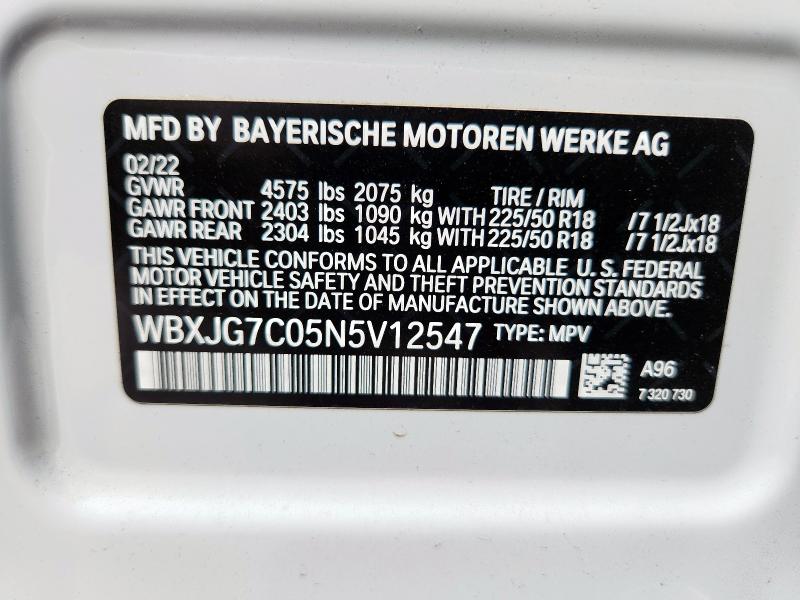 MFD BY BAYERISCHE MOTOREN WERKE AG
02/22
GVWR 4575 lbs 2075 kg TIRE / RIM
GAWR FRONT 2403 lbs 1090 kg WITH 225/50 R18 /7 1/2Jx18
GAWR REAR 2304 lbs 1045 kg WITH 225/50 R18 /7 1/2Jx18
THIS VEHICLE CONFORMS TO ALL APPLICABLE U. S. FEDERAL
MOTOR VEHICLE SAFETY AND THEFT PREVENTION STANDARDS
IN EFFECT ON THE DATE OF MANUFACTURE SHOWN ABOVE.
WBXJG7C05N5V12547 TYPE: MPV
A96
7 320 730